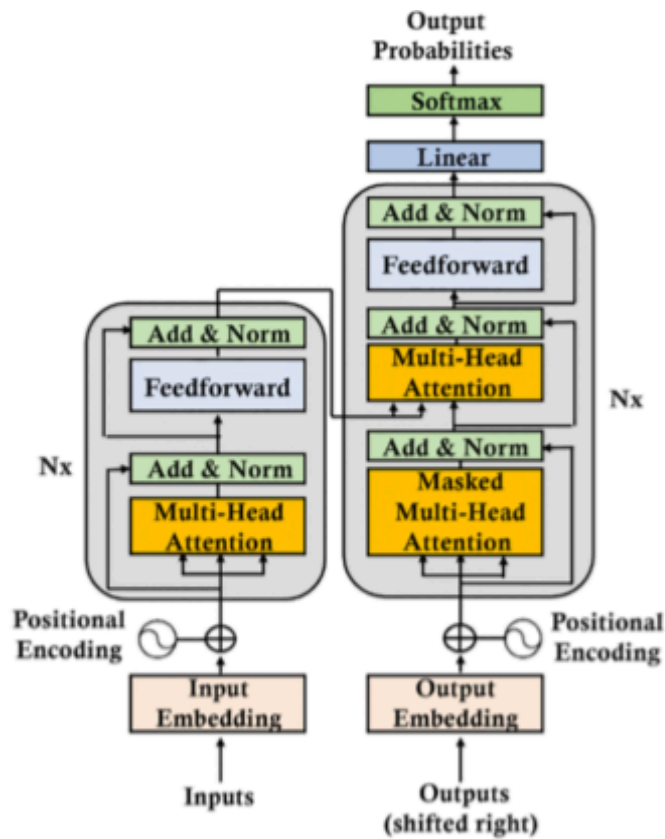 Output
Probabilities
Softmax
Linear
Add & Norm
Feedforward
Add & Norm
Multi-Head
Attention
Nx
Add & Norm
Masked
Multi-Head
Attention
Positional
Encoding
Output
Embedding
Outputs
(shifted right)
Add & Norm
Feedforward
Nx
Add & Norm
Multi-Head
Attention
Positional
Encoding
Input
Embedding
Inputs